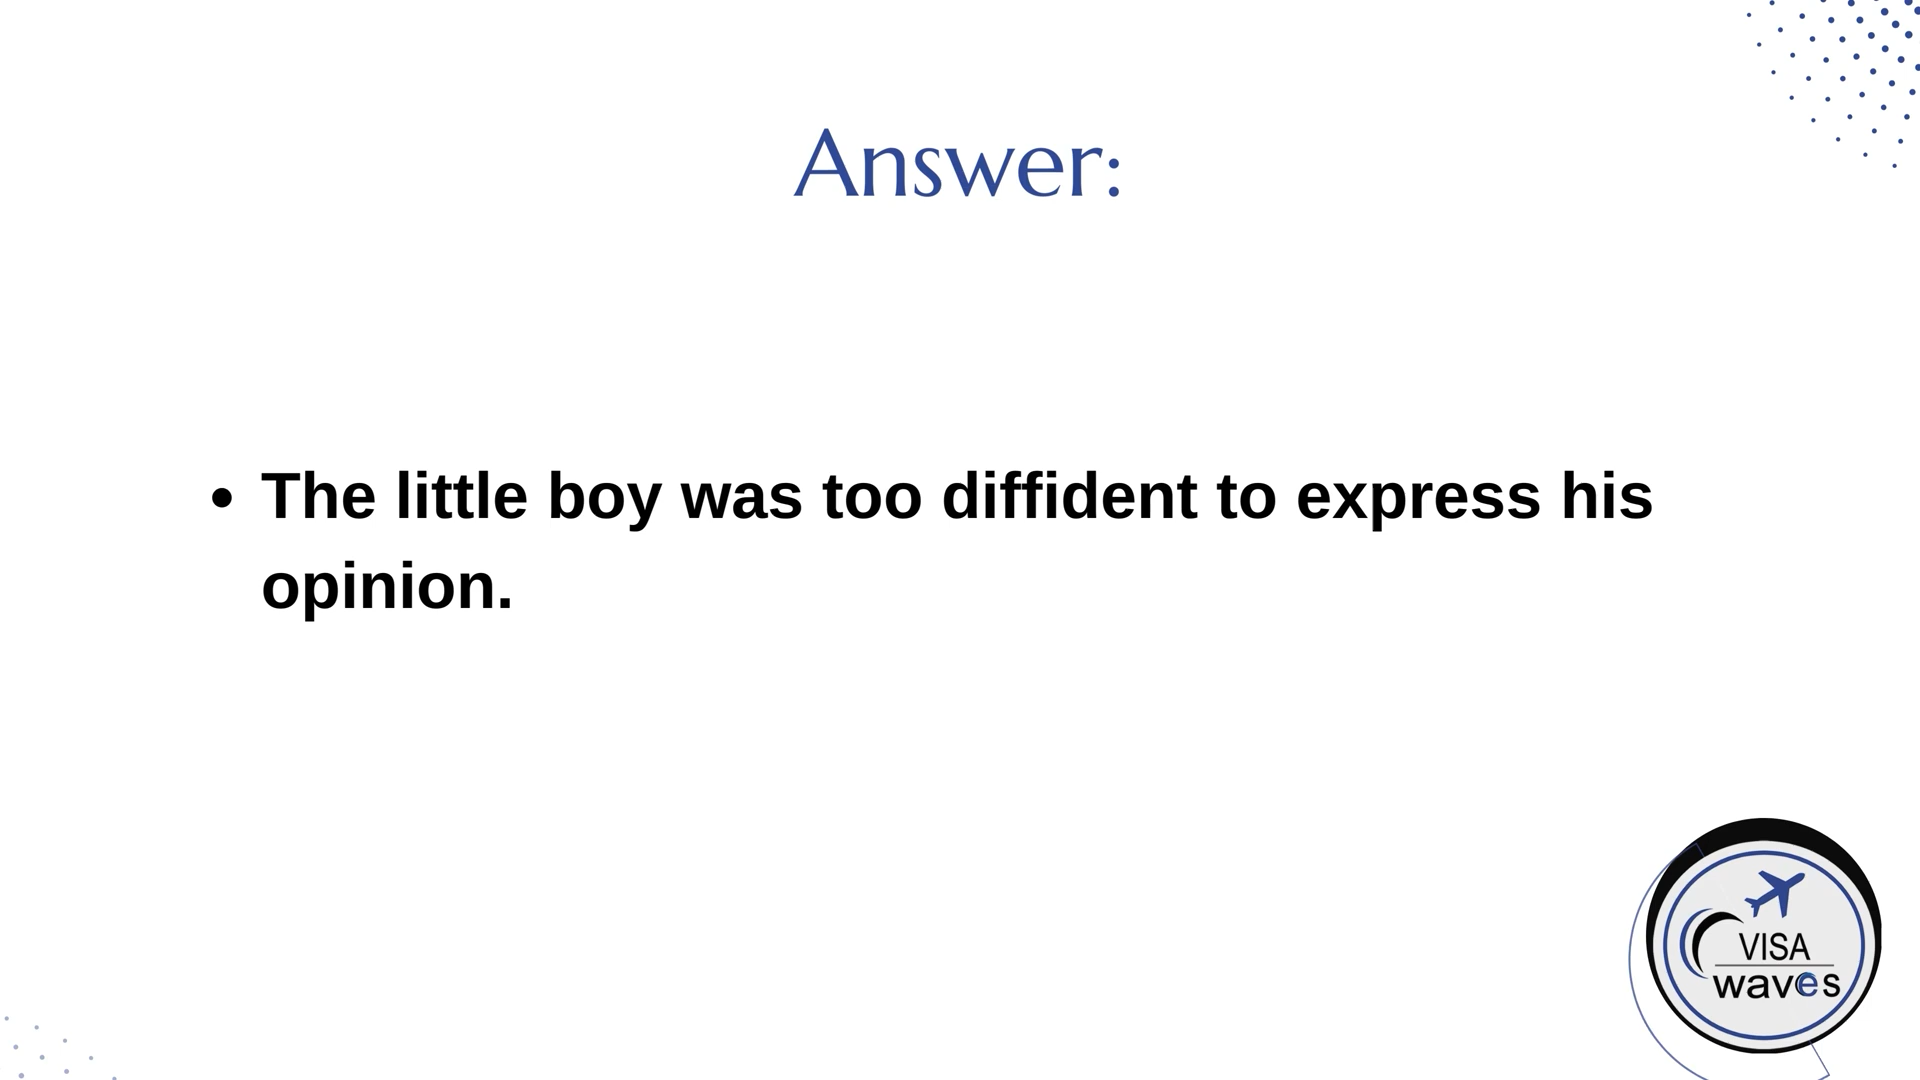 Answer:
• The little boy was too diffident to express his
opinion.
VISA
waves